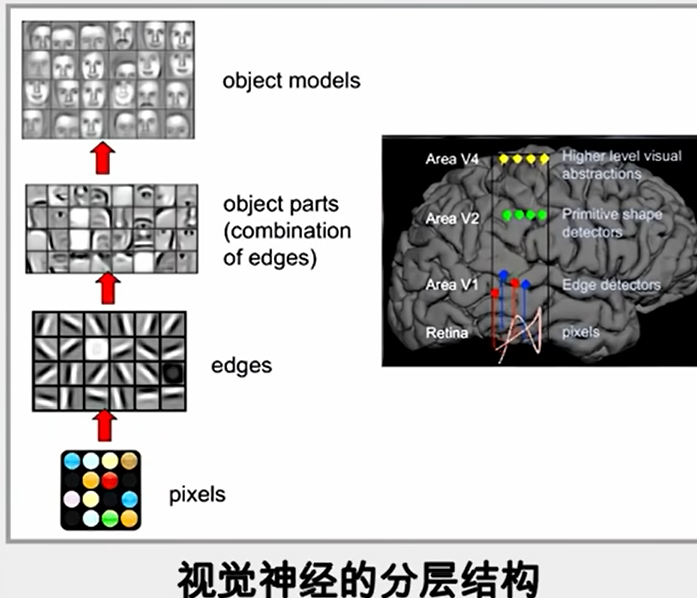 object models
object parts
(combination
of edges)
edges
pixels
Area V4
Higher level visual
abstractions
Area V2
Primitive shape
detectors
Area V1
Edge detectors
Retina
pixels
视觉神经的分层结构